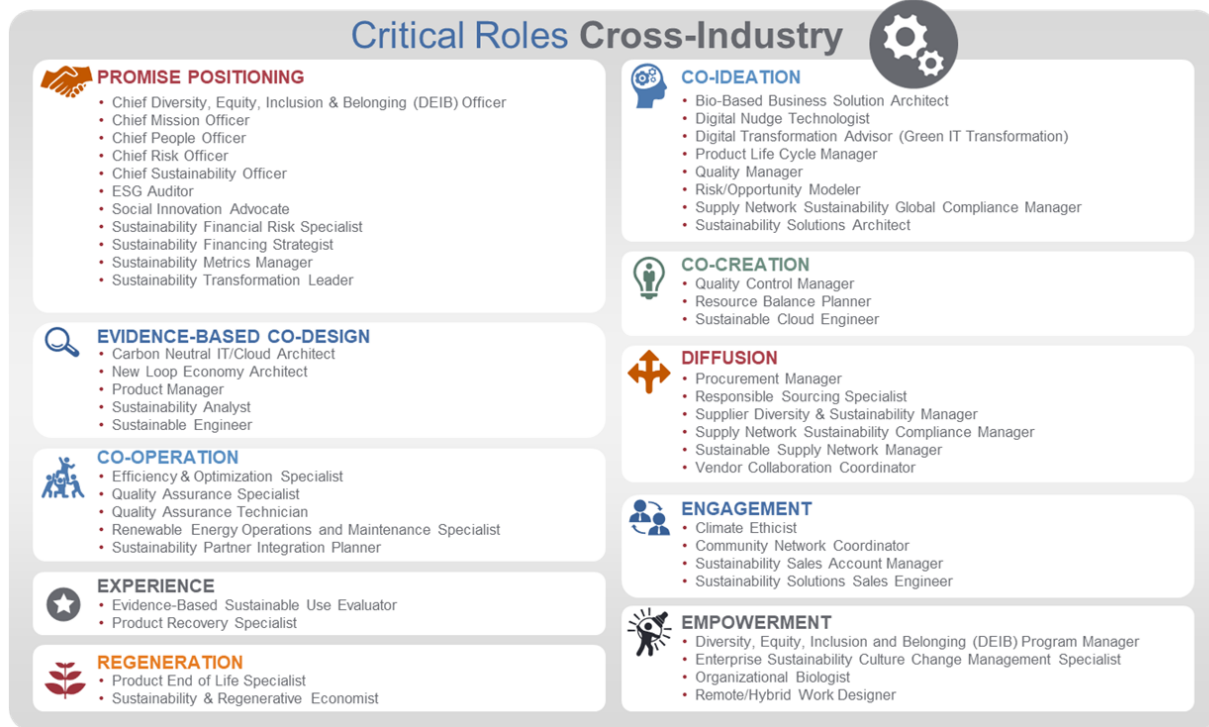 Critical Roles Cross-Industry
PROMISE POSITIONING
• Chief Diversity, Equity, Inclusion & Belonging (DEIB) Officer
• Chief Mission Officer
• Chief People Officer
• Chief Risk Officer
• Chief Sustainability Officer
• ESG Auditor
• Social Innovation Advocate
• Sustainability Financial Risk Specialist
• Sustainability Financing Strategist
• Sustainability Metrics Manager
• Sustainability Transformation Leader
EVIDENCE-BASED CO-DESIGN
• Carbon Neutral IT/Cloud Architect
• New Loop Economy Architect
• Product Manager
• Sustainability Analyst
• Sustainable Engineer
CO-OPERATION
• Efficiency & Optimization Specialist
• Quality Assurance Specialist
• Quality Assurance Technician
• Renewable Energy Operations and Maintenance Specialist
• Sustainability Partner Integration Planner
EXPERIENCE
• Evidence-Based Sustainable Use Evaluator
• Product Recovery Specialist
REGENERATION
• Product End of Life Specialist
• Sustainability & Regenerative Economist
CO-IDEATION
• Bio-Based Business Solution Architect
• Digital Nudge Technologist
• Digital Transformation Advisor (Green IT Transformation)
• Product Life Cycle Manager
• Quality Manager
• Risk/Opportunity Modeler
• Supply Network Sustainability Global Compliance Manager
• Sustainability Solutions Architect
CO-CREATION
• Quality Control Manager
• Resource Balance Planner
• Sustainable Cloud Engineer
DIFFUSION
• Procurement Manager
• Responsible Sourcing Specialist
• Supplier Diversity & Sustainability Manager
• Supply Network Sustainability Compliance Manager
• Sustainable Supply Network Manager
• Vendor Collaboration Coordinator
ENGAGEMENT
• Climate Ethicist
• Community Network Coordinator
• Sustainability Sales Account Manager
• Sustainability Solutions Sales Engineer
EMPOWERMENT
• Diversity, Equity, Inclusion and Belonging (DEIB) Program Manager
• Enterprise Sustainability Culture Change Management Specialist
• Organizational Biologist
• Remote/Hybrid Work Designer